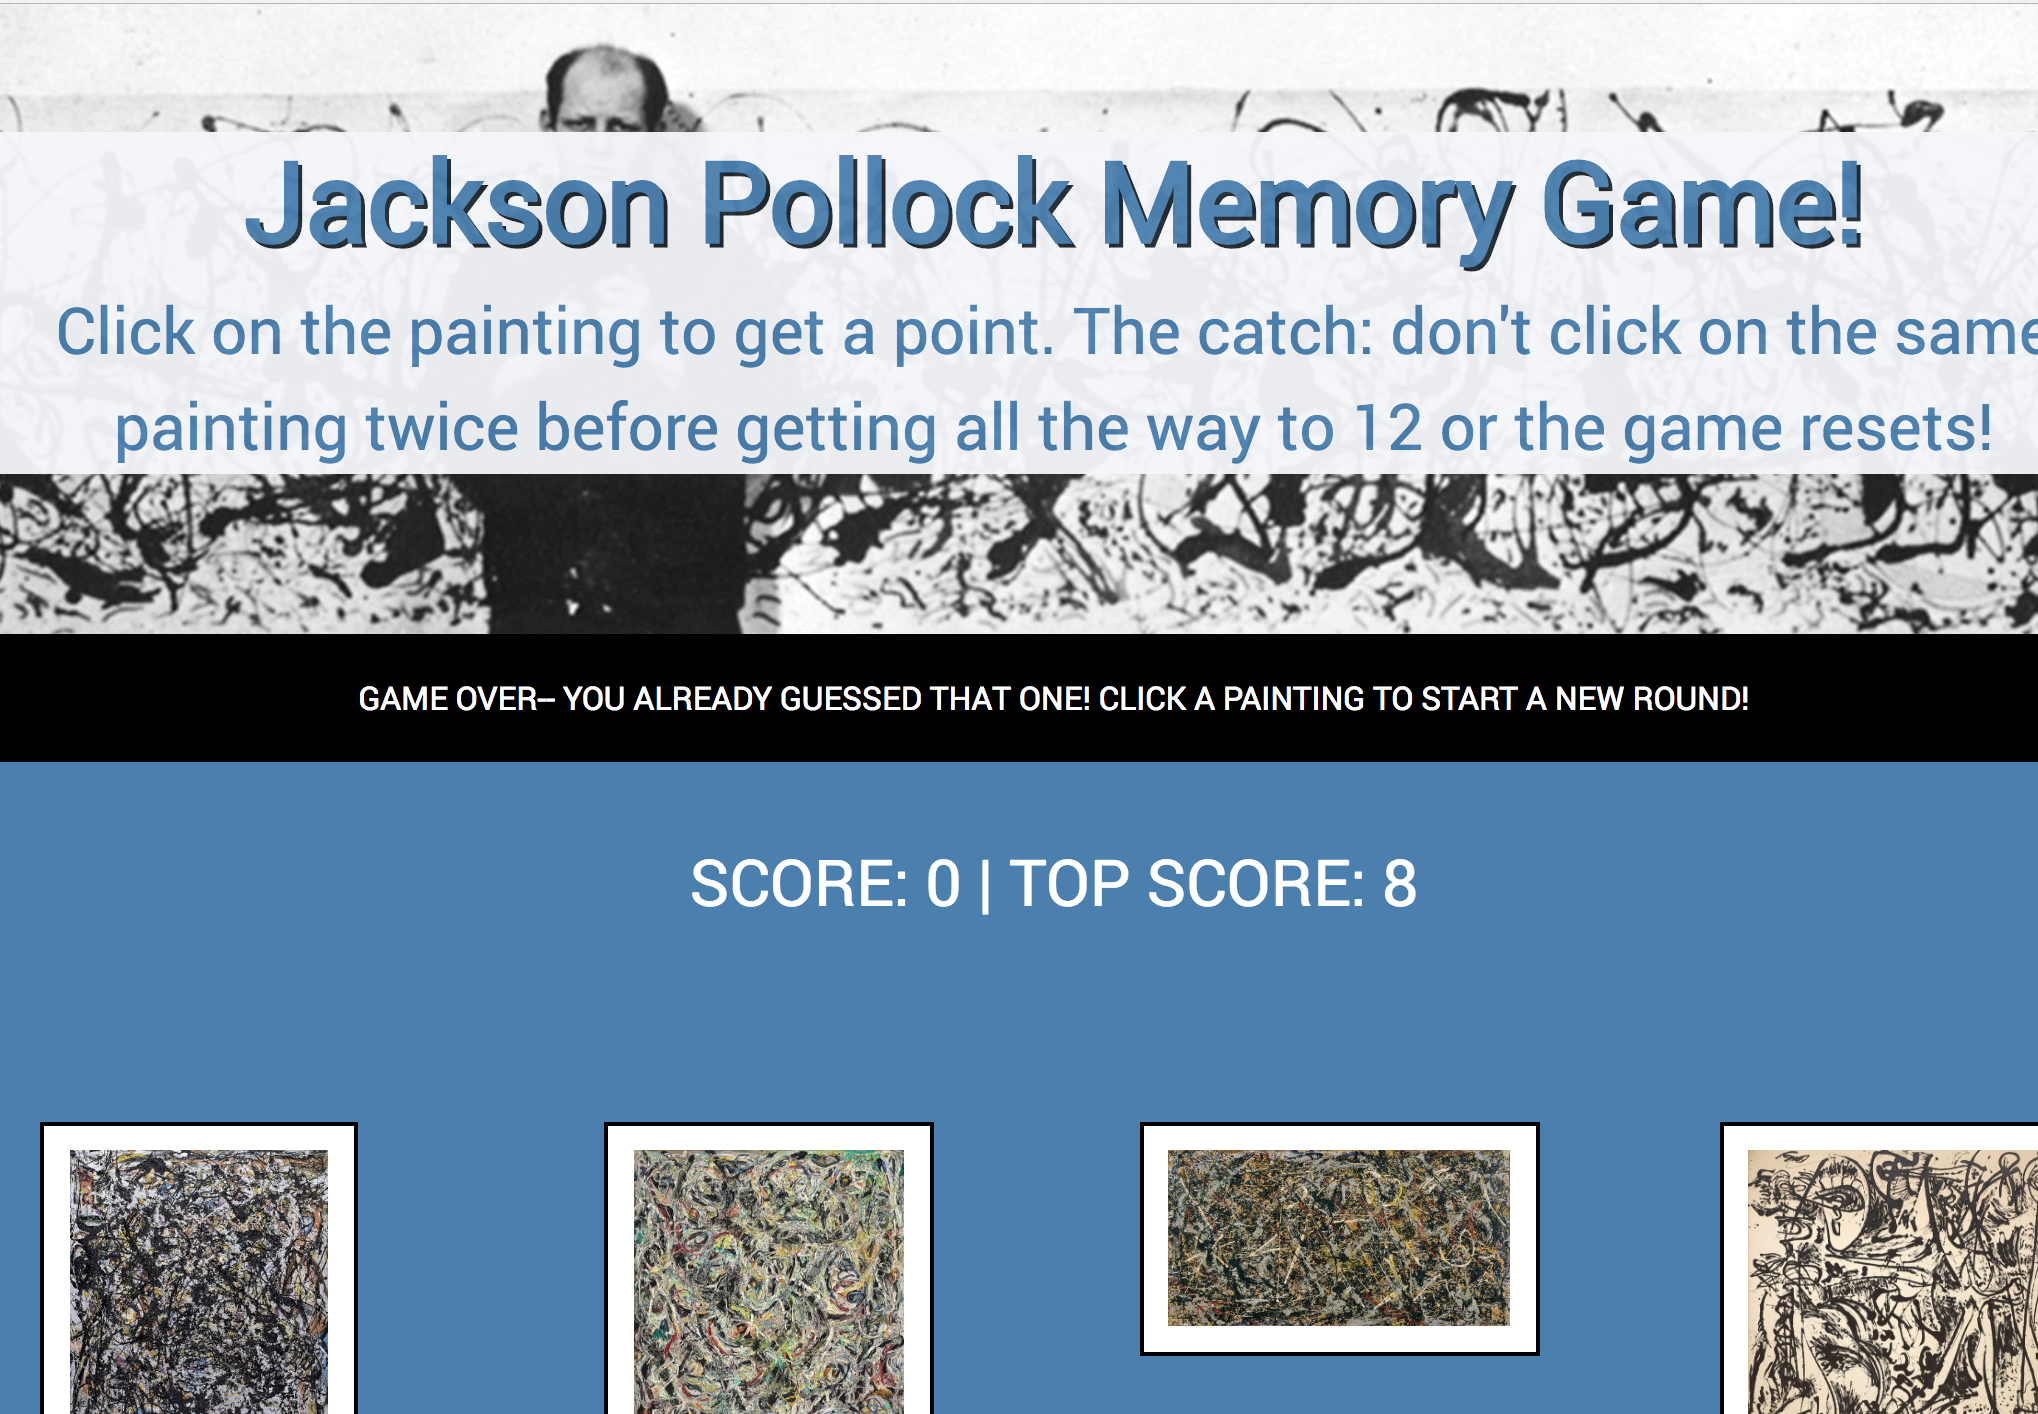 Jackson Pollock Memory Game!
Click on the painting to get a point. The catch: don't click on the same
painting twice before getting all the way to 12 or the game resets!
GAME OVER-- YOU ALREADY GUESSED THAT ONE! CLICK A PAINTING TO START A NEW ROUND!
SCORE: 0 | TOP SCORE: 8